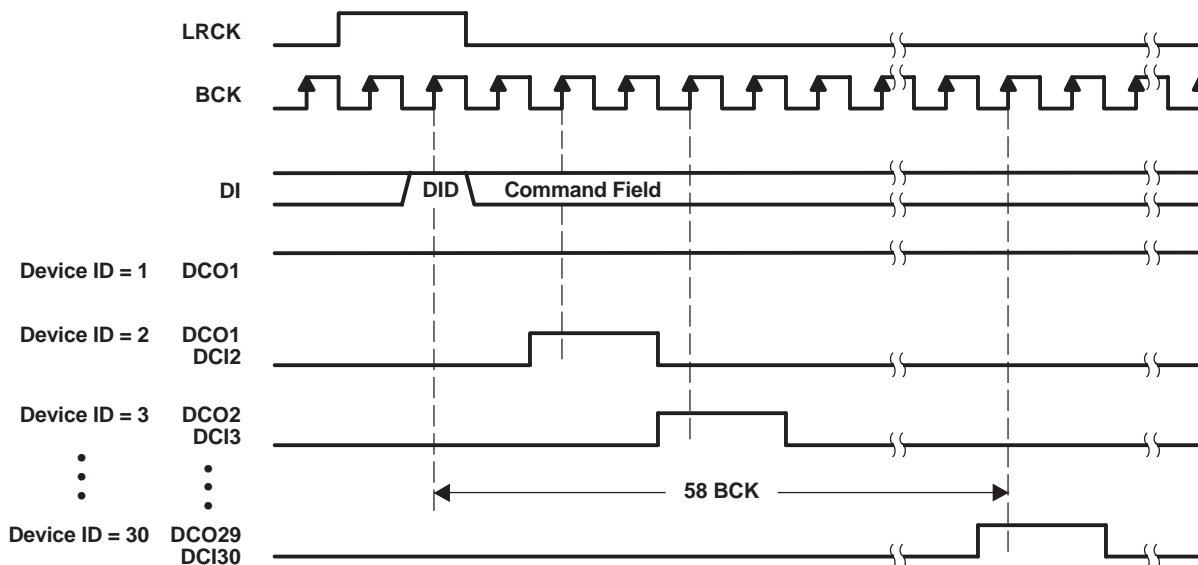 LRCK
BCK
DI DID Command Field
Device ID = 1 DCO1
Device ID = 2 DCO1
DCI2
Device ID = 3 DCO2
DCI3
58 BCK
Device ID = 30 DCO29
DCI30